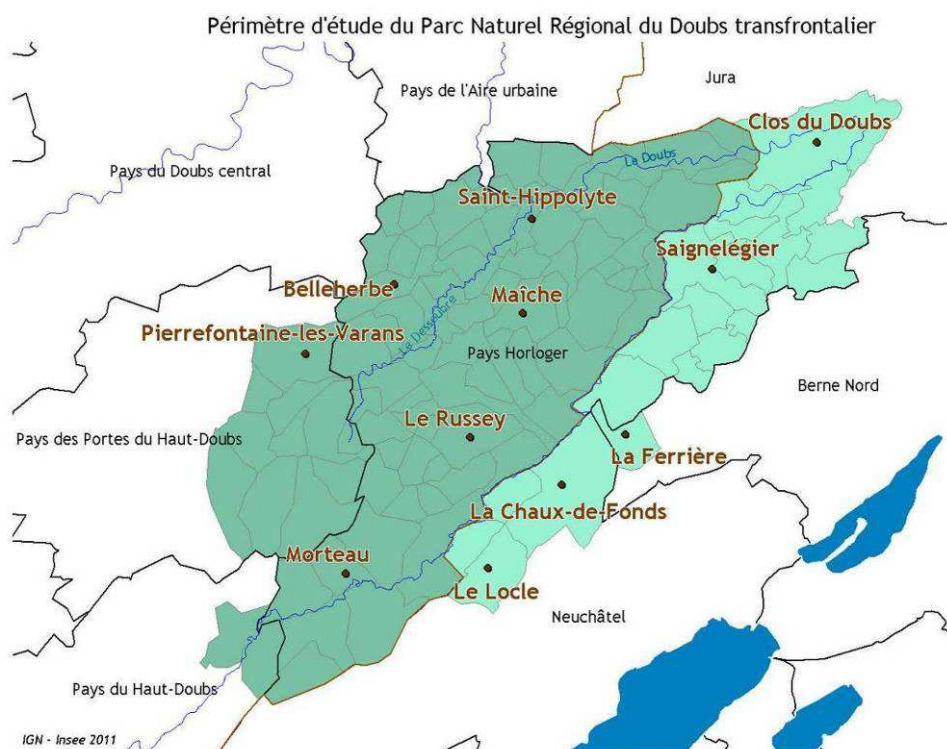 Périmètre d'étude du Parc Naturel Régional du Doubs transfrontalier
Jura
Pays de l'Aire urbaine
Clos du Doubs
Le Doubs
Pays du Doubs central
Saint-Hippolyte
Saignelégier
Belleherbe
Maîche
Le Dessoubre
Pierrefontaine-les-Varans
Pays Horloger
Berne Nord
Le Russey
Pays des Portes du Haut-Doubs
La Ferrière
La Chaux-de-Fonds
Morteau
Le Locle
Neuchâtel
Pays du Haut-Doubs
IGN - Insee 2011